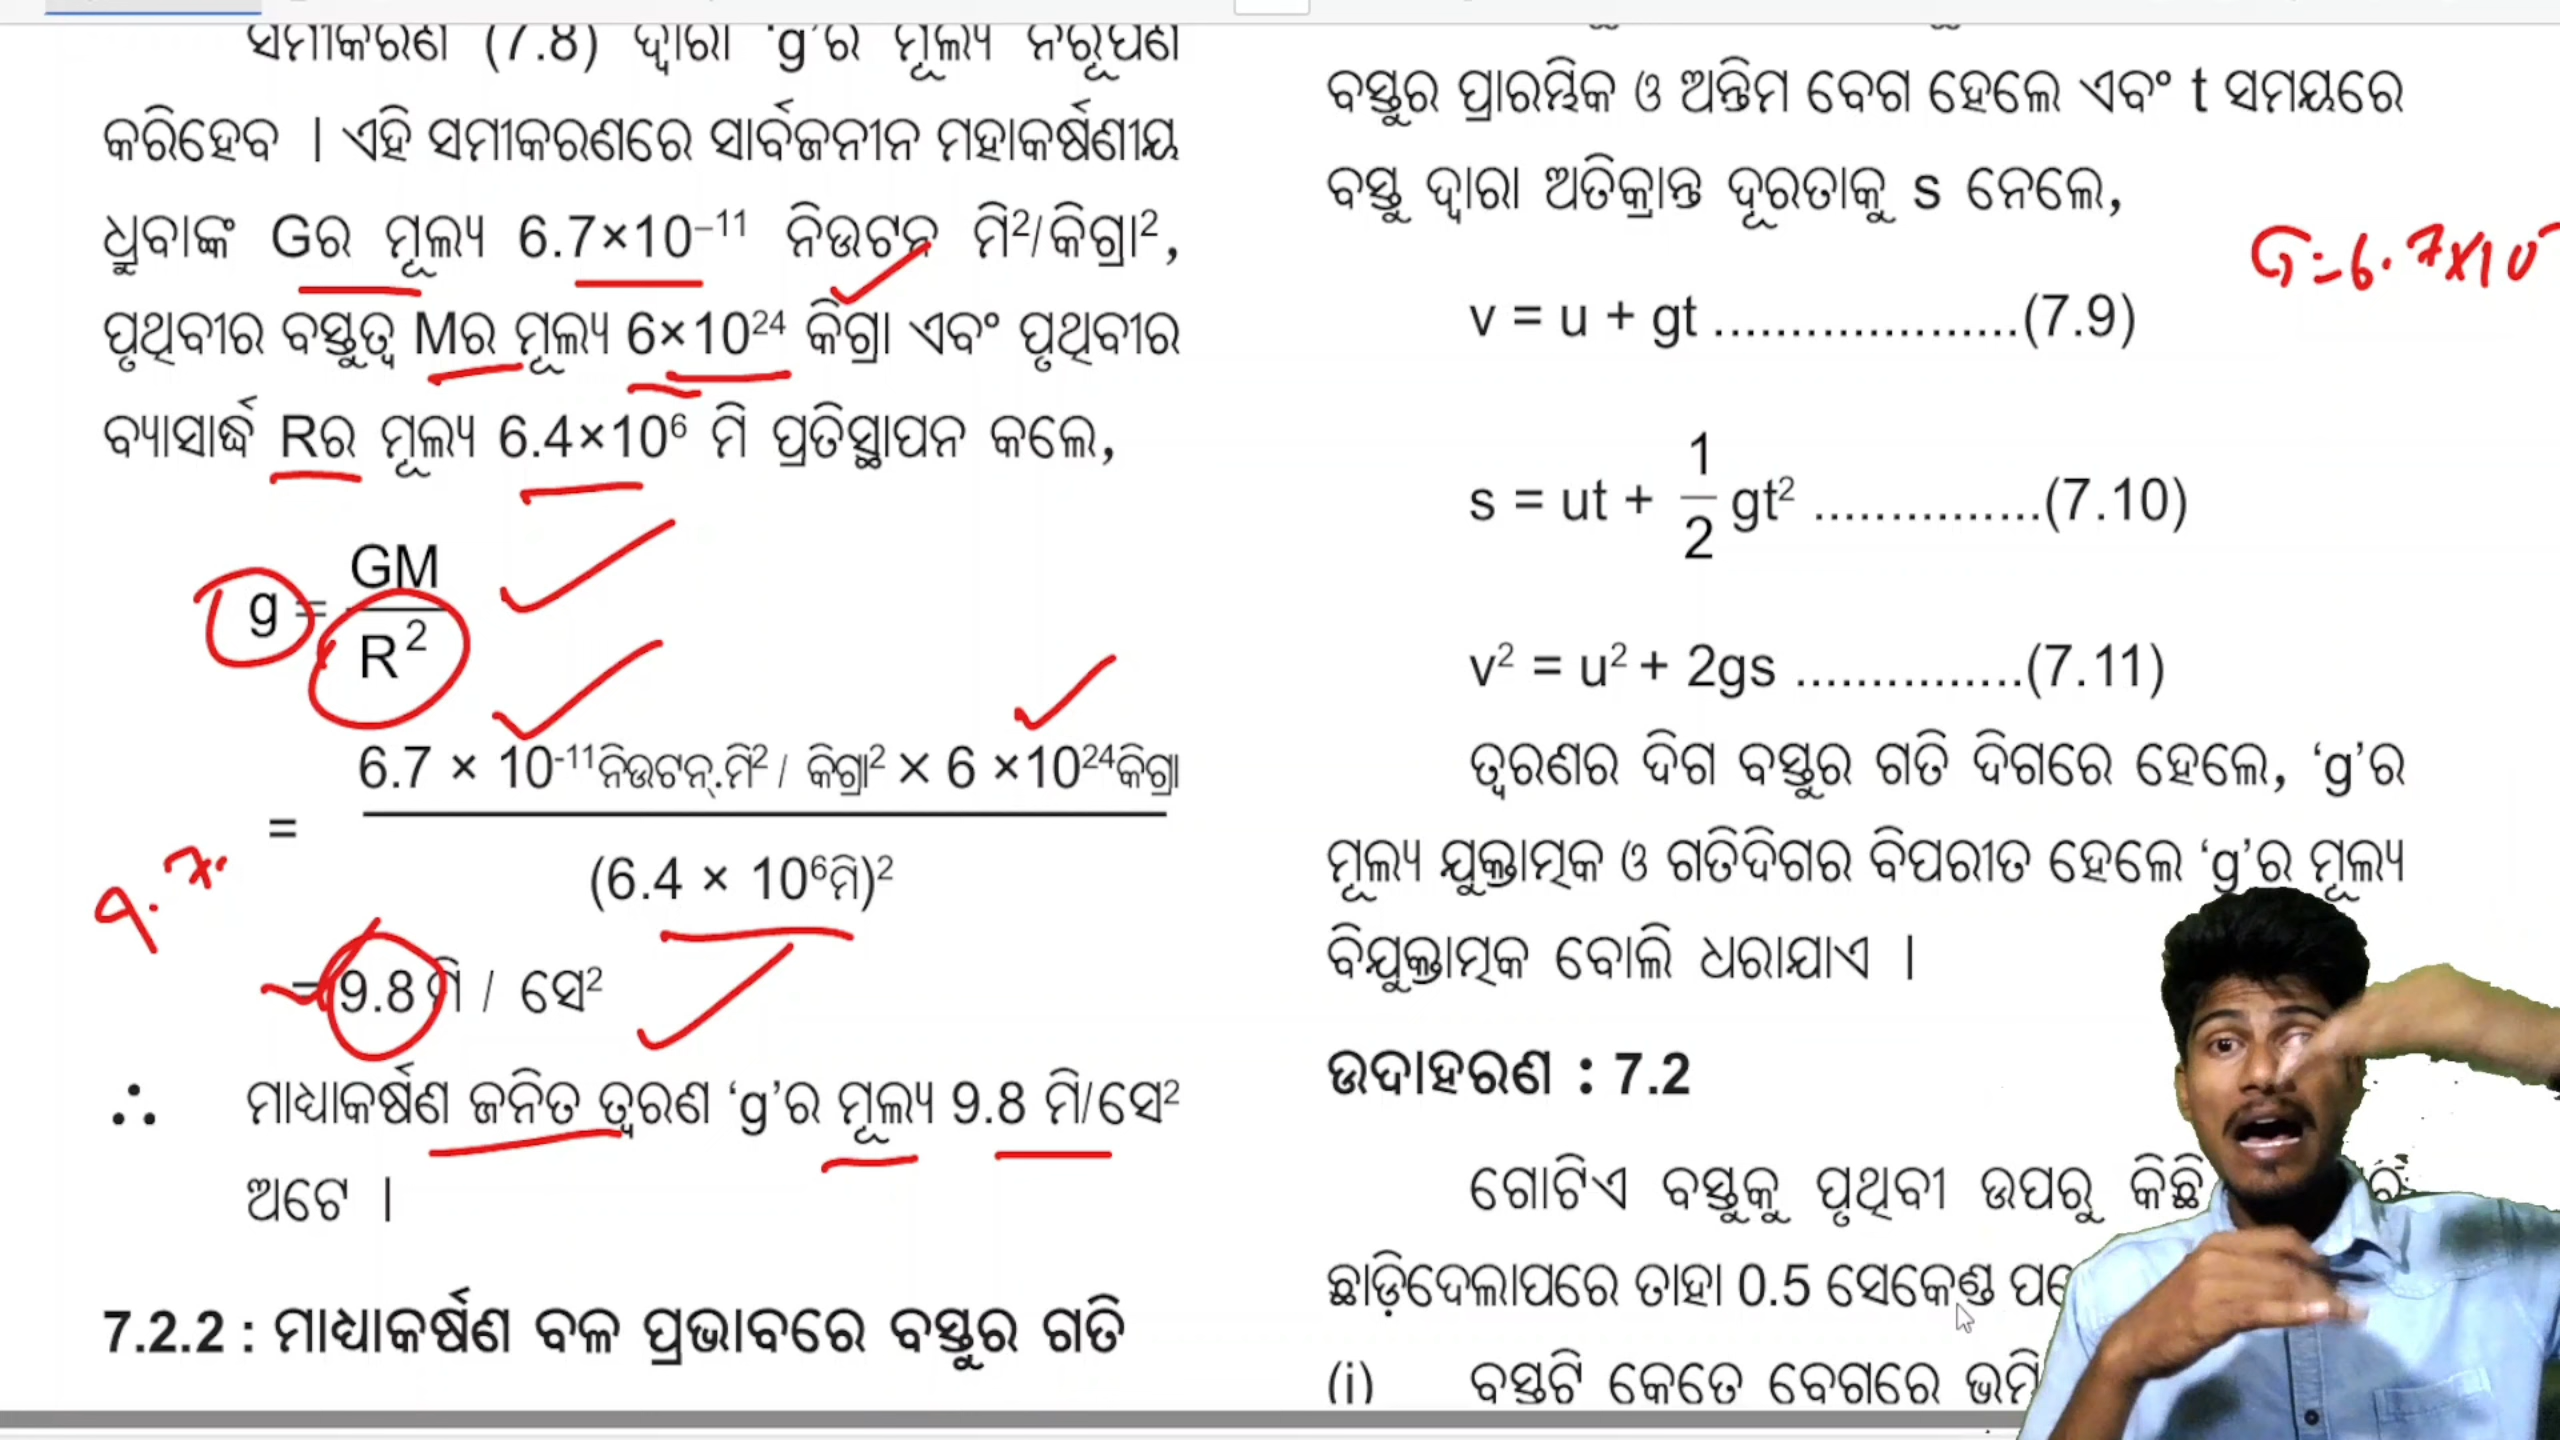 ସମୀକରଣ (7.8) ଦ୍ୱାରା ‘g’ର ମୂଲ୍ୟ ନିରୂପଣ
କରିହେବ । ଏହି ସମୀକରଣରେ ସାର୍ବଜନୀନ ମହାକର୍ଷଣୀୟ
ଧ୍ରୁବାଙ୍କ Gର ମୂଲ୍ୟ 6.7×10⁻¹¹ ନିଉଟନ ମି²/କିଗ୍ରା²,
ପୃଥିବୀର ବସ୍ତୁତ୍ୱ Mର ମୂଲ୍ୟ 6×10²⁴ କିଗ୍ରା ଏବଂ ପୃଥିବୀର
ବ୍ୟାସାର୍ଦ୍ଧ Rର ମୂଲ୍ୟ 6.4×10⁶ ମି ପ୍ରତିସ୍ଥାପନ କଲେ,
GM
g =
R²
6.7 × 10⁻¹¹ନିଉଟନ୍.ମି² / କିଗ୍ରା² × 6 ×10²⁴କିଗ୍ରା
=
(6.4 × 10⁶ମି)²
9.7.
= 9.8 ମି / ସେ²
∴ ମାଧ୍ୟାକର୍ଷଣ ଜନିତ ତ୍ୱରଣ ‘g’ର ମୂଲ୍ୟ 9.8 ମି/ସେ²
ଅଟେ ।
7.2.2 : ମାଧ୍ୟାକର୍ଷଣ ବଳ ପ୍ରଭାବରେ ବସ୍ତୁର ଗତି
ବସ୍ତୁର ପ୍ରାରମ୍ଭିକ ଓ ଅନ୍ତିମ ବେଗ ହେଲେ ଏବଂ t ସମୟରେ
ବସ୍ତୁ ଦ୍ୱାରା ଅତିକ୍ରାନ୍ତ ଦୂରତାକୁ s ନେଲେ,
G=6.7×10
v = u + gt ....................(7.9)
s = ut + 1/2 gt² ...............(7.10)
v² = u² + 2gs ...............(7.11)
ତ୍ୱରଣର ଦିଗ ବସ୍ତୁର ଗତି ଦିଗରେ ହେଲେ, ‘g’ର
ମୂଲ୍ୟ ଯୁକ୍ତାତ୍ମକ ଓ ଗତିଦିଗର ବିପରୀତ ହେଲେ ‘g’ର ମୂଲ୍ୟ
ବିଯୁକ୍ତାତ୍ମକ ବୋଲି ଧରାଯାଏ ।
ଉଦାହରଣ : 7.2
ଗୋଟିଏ ବସ୍ତୁକୁ ପୃଥିବୀ ଉପରୁ କିଛି
ଛାଡ଼ିଦେଲାପରେ ତାହା 0.5 ସେକେଣ୍ଡ
(i) ବସ୍ତୁଟି କେତେ ବେଗରେ